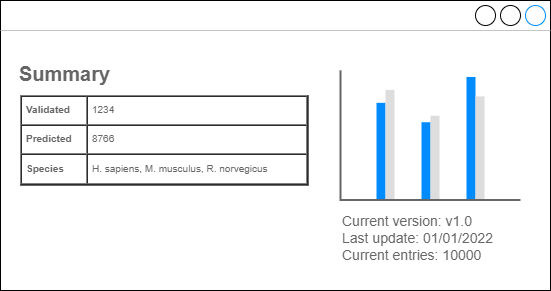 Summary
Validated 1234
Predicted 8766
Species H. sapiens, M. musculus, R. norvegicus
Current version: v1.0
Last update: 01/01/2022
Current entries: 10000